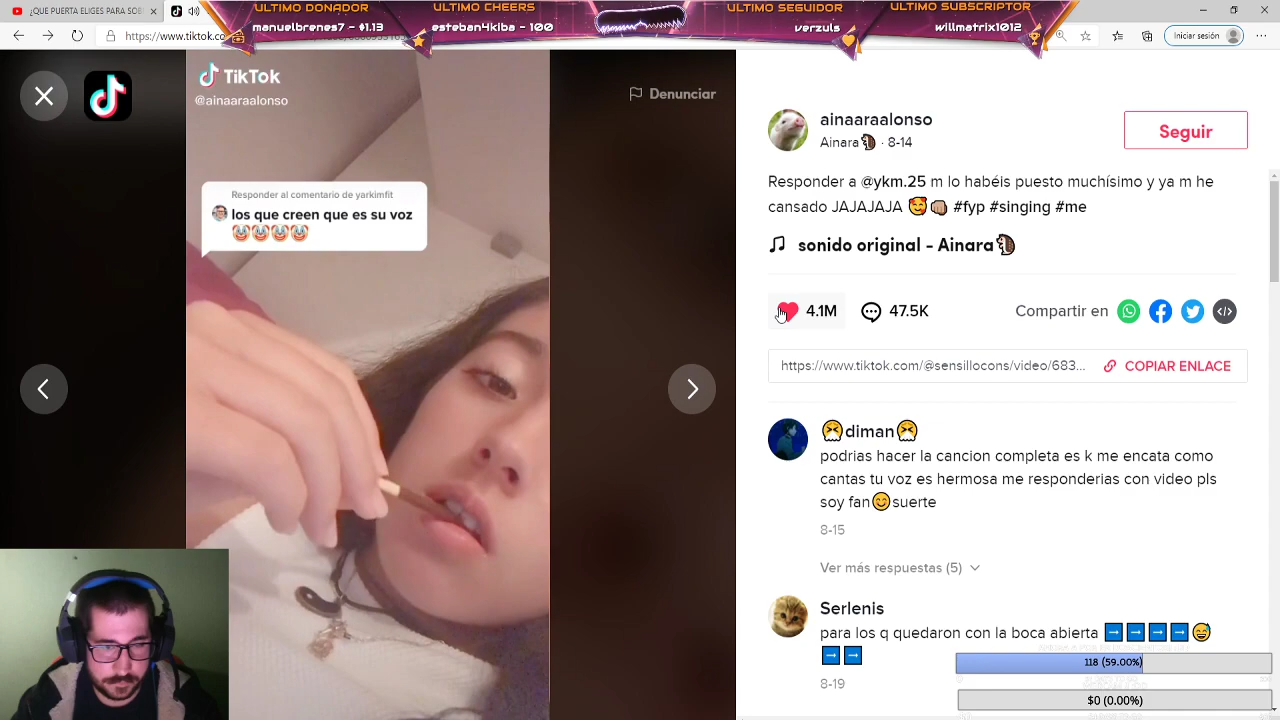 ¿QUEPUERTA ELIGES PARA SOB
ULTIMO DONADOR
manuelbrenes7 - $1.13
ULTIMO CHEERS
esteban4kiba - 100
ULTIMO SEGUIDOR
verzuls
ULTIMO SUBSCRIPTOR
willmatrix1012
https://www.tiktok.co
Iniciar sesión
TikTok
@ainaaraalonso
Denunciar
Responder al comentario de yarkimfit
los que creen que es su voz
🤡🤡🤡🤡
ainaaraalonso
Ainara🐴 · 8-14
Seguir
Responder a @ykm.25 m lo habéis puesto muchísimo y ya m he
cansado JAJAJAJA 🥰👊🏼 #fyp #singing #me
sonido original - Ainara🐴
4.1M
47.5K
Compartir en
https://www.tiktok.com/@sensillocons/video/683...
COPIAR ENLACE
diman
podrias hacer la cancion completa es k me encata como
cantas tu voz es hermosa me responderias con video pls
soy fan😊suerte
8-15
Ver más respuestas (5)
Serlenis
para los q quedaron con la boca abierta ➡️➡️➡️➡️😅
➡️➡️
8-19
118 (59.00%)
$0 (0.00%)